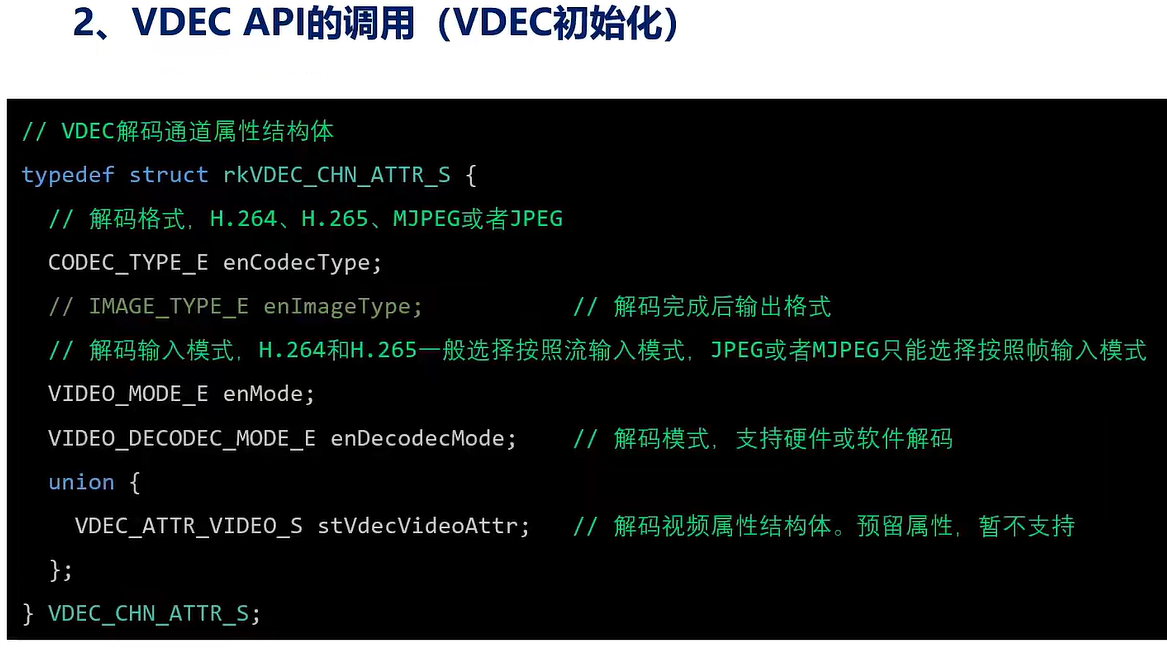 2、VDEC API的调用（VDEC初始化）
// VDEC解码通道属性结构体
typedef struct rkVDEC_CHN_ATTR_S {
// 解码格式，H.264、H.265、MJPEG或者JPEG
CODEC_TYPE_E enCodecType;
// IMAGE_TYPE_E enImageType; // 解码完成后输出格式
// 解码输入模式，H.264和H.265一般选择按照流输入模式，JPEG或者MJPEG只能选择按照帧输入模式
VIDEO_MODE_E enMode;
VIDEO_DECODEC_MODE_E enDecodecMode; // 解码模式，支持硬件或软件解码
union {
VDEC_ATTR_VIDEO_S stVdecVideoAttr; // 解码视频属性结构体。预留属性，暂不支持
};
} VDEC_CHN_ATTR_S;